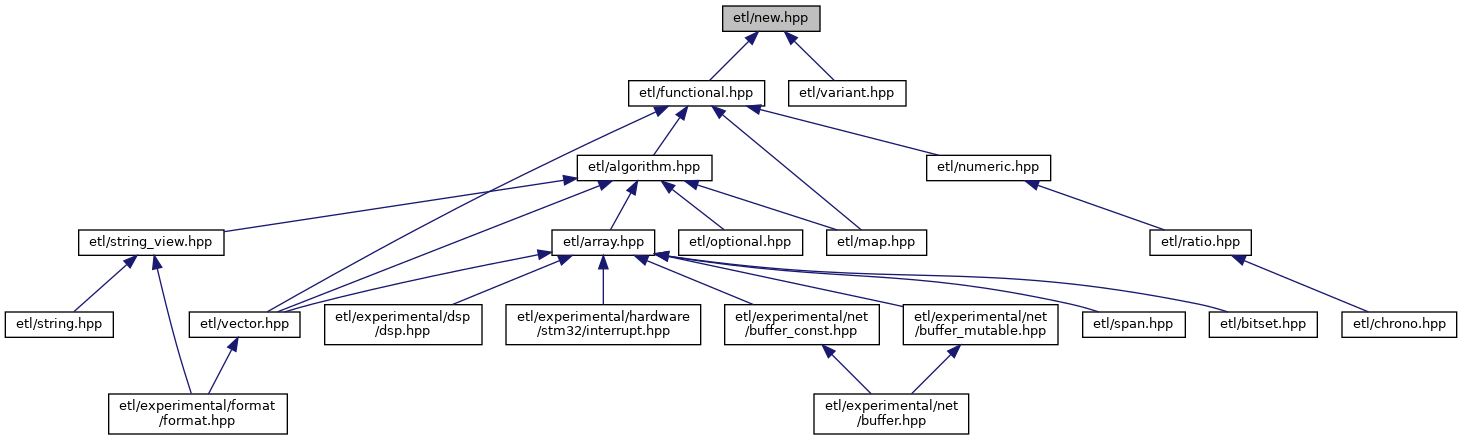 etl/new.hpp
etl/functional.hpp
etl/variant.hpp
etl/algorithm.hpp
etl/numeric.hpp
etl/string_view.hpp
etl/array.hpp
etl/optional.hpp
etl/map.hpp
etl/ratio.hpp
etl/string.hpp
etl/vector.hpp
etl/experimental/dsp
/dsp.hpp
etl/experimental/hardware
/stm32/interrupt.hpp
etl/experimental/net
/buffer_const.hpp
etl/experimental/net
/buffer_mutable.hpp
etl/span.hpp
etl/bitset.hpp
etl/chrono.hpp
etl/experimental/format
/format.hpp
etl/experimental/net
/buffer.hpp